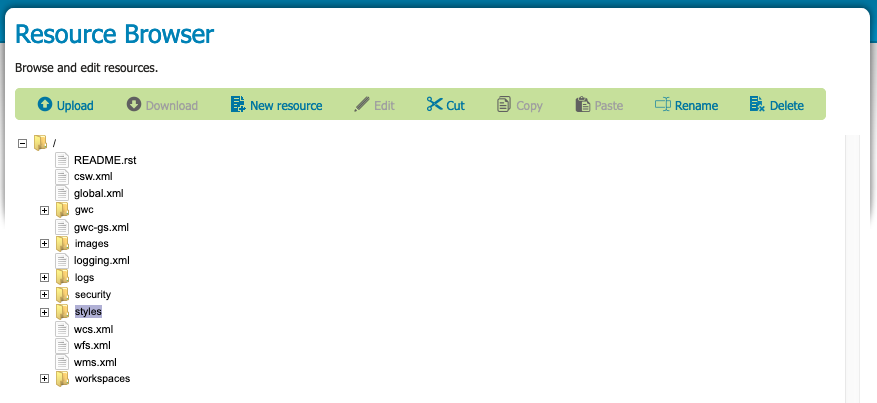 Resource Browser
Browse and edit resources.
Upload Download New resource Edit Cut Copy Paste Rename Delete
/
README.rst
csw.xml
global.xml
gwc
gwc-gs.xml
images
logging.xml
logs
security
styles
wcs.xml
wfs.xml
wms.xml
workspaces